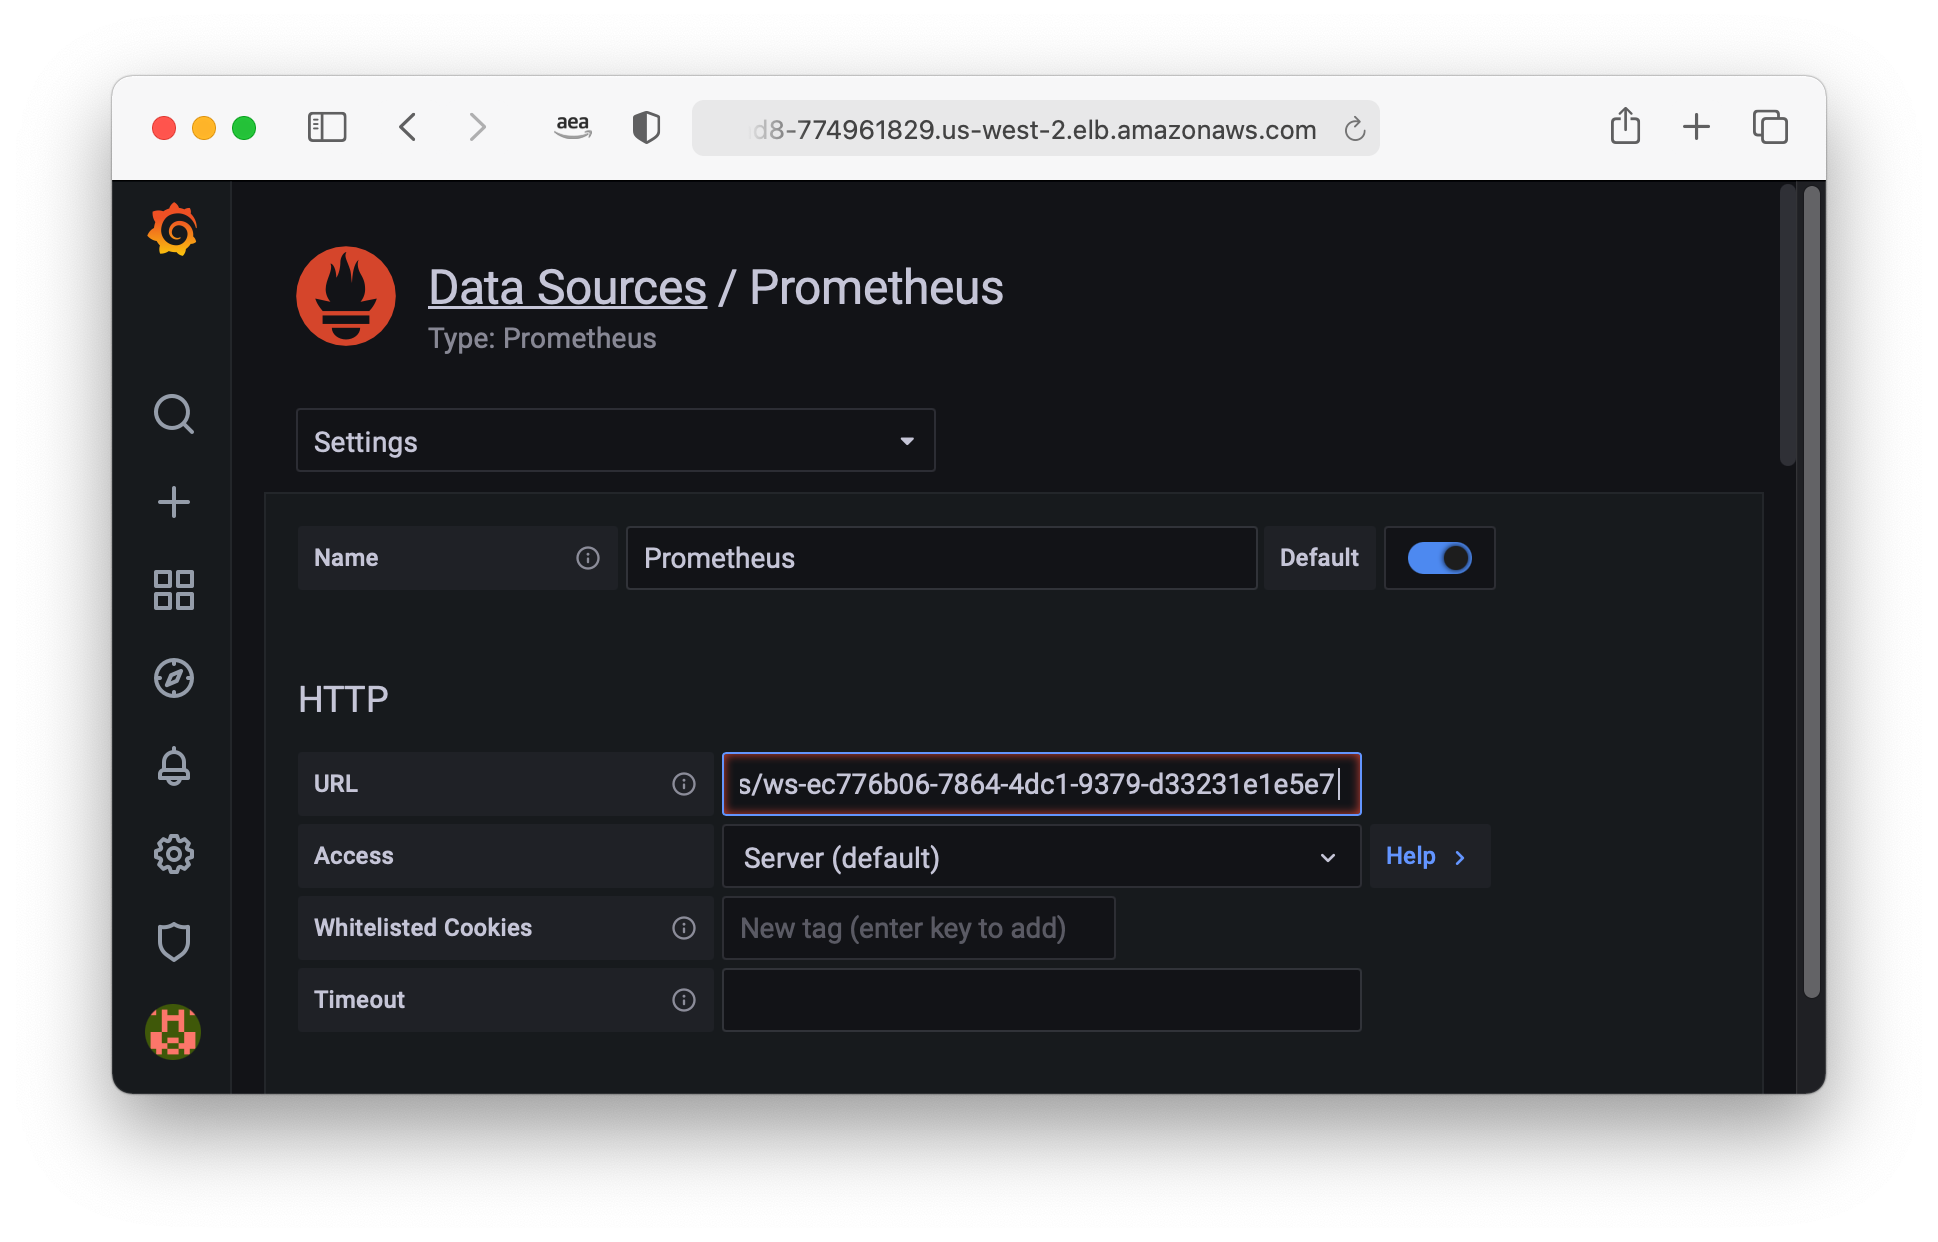 aea
d8-774961829.us-west-2.elb.amazonaws.com
Data Sources / Prometheus
Type: Prometheus
Settings
Name Prometheus Default
HTTP
URL s/ws-ec776b06-7864-4dc1-9379-d33231e1e5e7
Access Server (default) Help
Whitelisted Cookies New tag (enter key to add)
Timeout